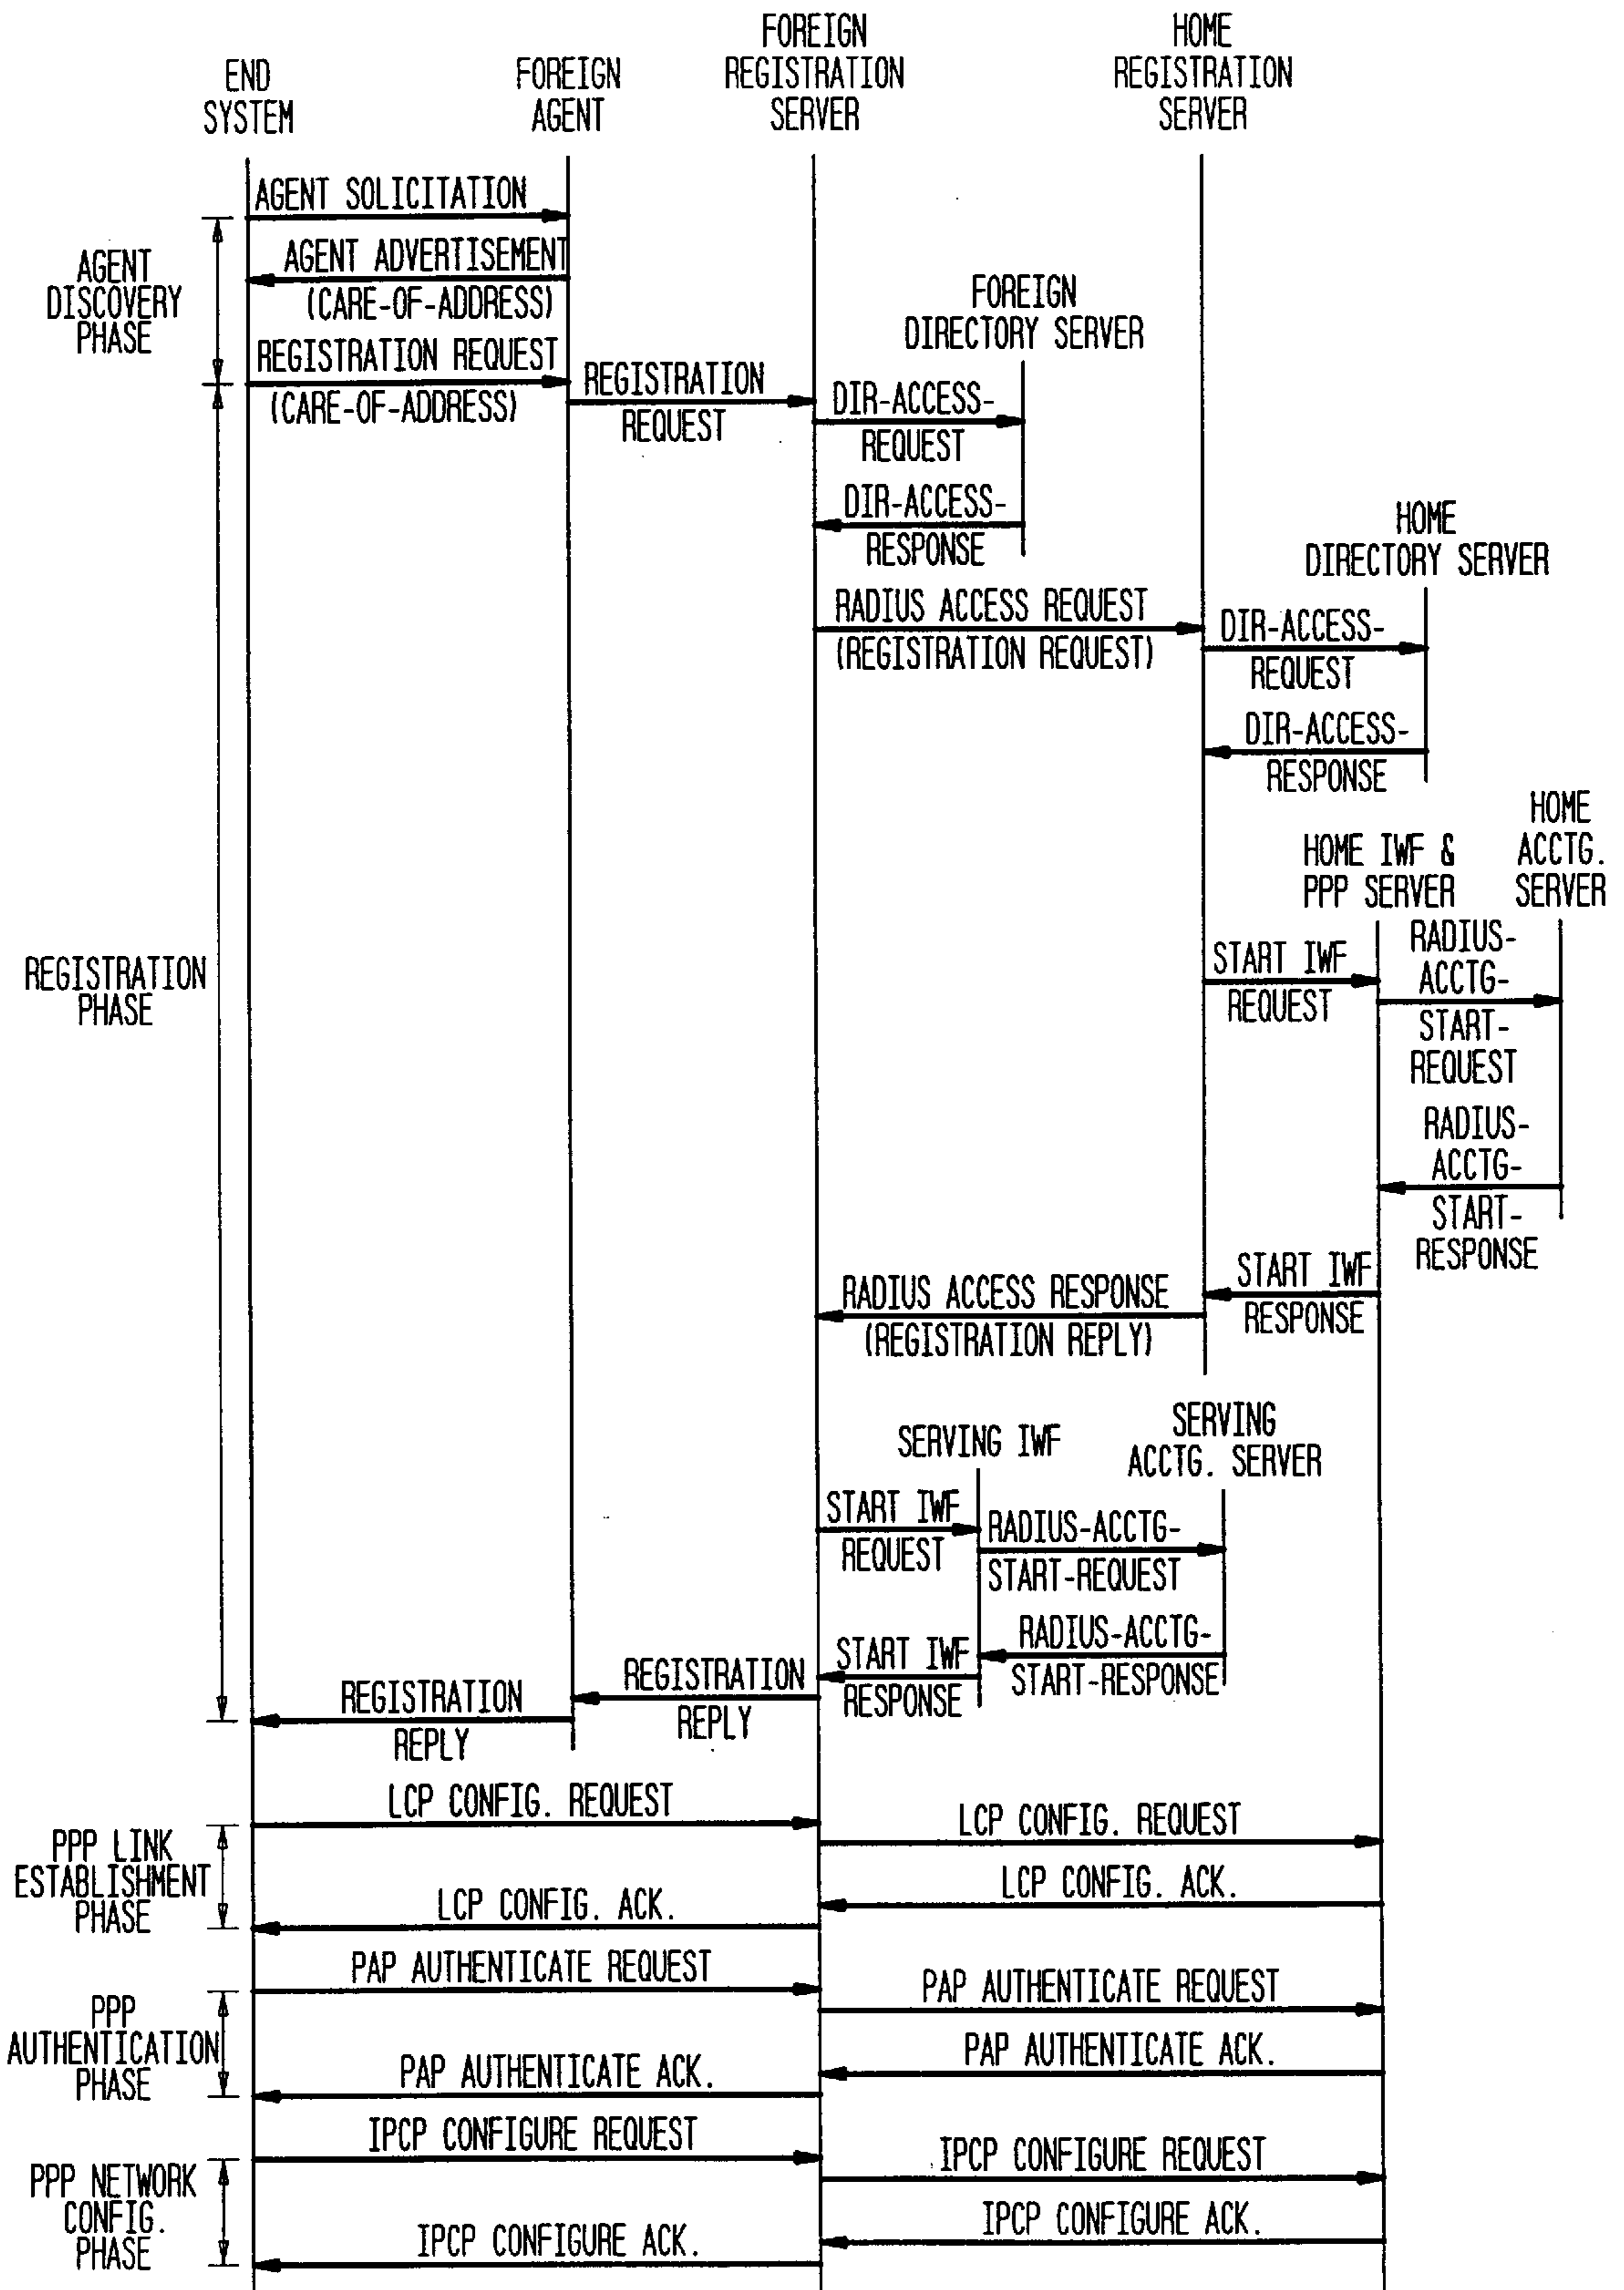 END
SYSTEM
FOREIGN
AGENT
FOREIGN
REGISTRATION
SERVER
HOME
REGISTRATION
SERVER
AGENT SOLICITATION
AGENT ADVERTISEMENT
(CARE-OF-ADDRESS)
AGENT
DISCOVERY
PHASE
REGISTRATION REQUEST
(CARE-OF-ADDRESS)
REGISTRATION
REQUEST
FOREIGN
DIRECTORY SERVER
DIR-ACCESS-
REQUEST
DIR-ACCESS-
RESPONSE
RADIUS ACCESS REQUEST
(REGISTRATION REQUEST)
HOME
DIRECTORY SERVER
DIR-ACCESS-
REQUEST
DIR-ACCESS-
RESPONSE
HOME IWF &
PPP SERVER
HOME
ACCTG.
SERVER
REGISTRATION
PHASE
START IWF
REQUEST
RADIUS-
ACCTG-
START-
REQUEST
RADIUS-
ACCTG-
START-
RESPONSE
START IWF
RESPONSE
RADIUS ACCESS RESPONSE
(REGISTRATION REPLY)
SERVING IWF
SERVING
ACCTG. SERVER
START IWF
REQUEST
RADIUS-ACCTG-
START-REQUEST
RADIUS-ACCTG-
START-RESPONSE
START IWF
RESPONSE
REGISTRATION
REPLY
REGISTRATION
REPLY
LCP CONFIG. REQUEST
LCP CONFIG. REQUEST
PPP LINK
ESTABLISHMENT
PHASE
LCP CONFIG. ACK.
LCP CONFIG. ACK.
PAP AUTHENTICATE REQUEST
PAP AUTHENTICATE REQUEST
PPP
AUTHENTICATION
PHASE
PAP AUTHENTICATE ACK.
PAP AUTHENTICATE ACK.
IPCP CONFIGURE REQUEST
IPCP CONFIGURE REQUEST
PPP NETWORK
CONFIG.
PHASE
IPCP CONFIGURE ACK.
IPCP CONFIGURE ACK.